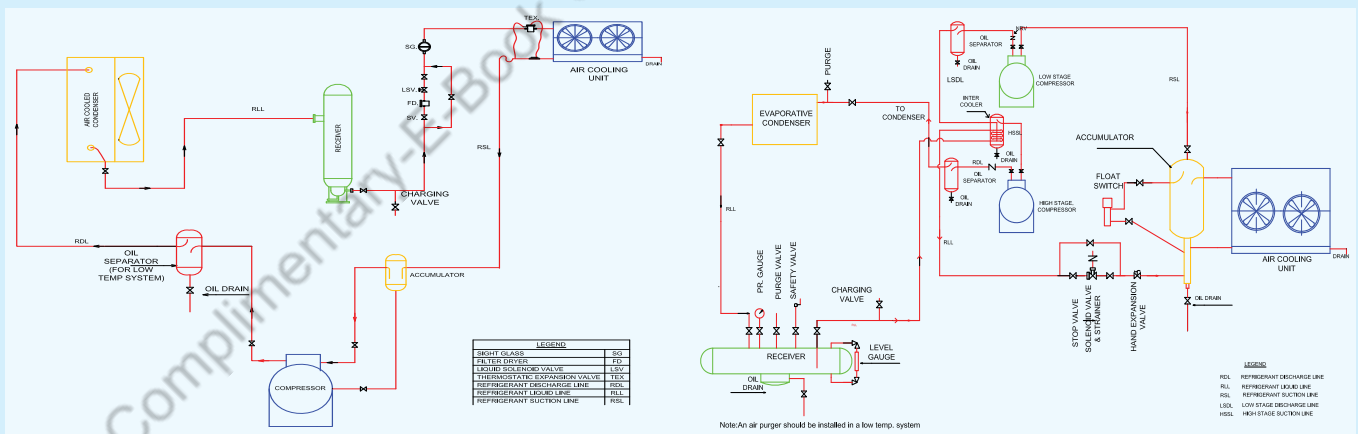 Complimentary-E-Book
TEX.
SG.
AIR COOLING
UNIT
DRAIN
AIR COOLED
CONDENSER
RLL
RECEIVER
LSV.
FD.
SV.
RSL
CHARGING
VALVE
RDL
OIL
SEPARATOR
(FOR LOW
TEMP SYSTEM)
OIL DRAIN
ACCUMULATOR
COMPRESSOR
LEGEND
SIGHT GLASS SG
FILTER DRYER FD
LIQUID SOLENOID VALVE LSV
THERMOSTATIC EXPANSION VALVE TEX
REFRIGERANT DISCHARGE LINE RDL
REFRIGERANT LIQUID LINE RLL
REFRIGERANT SUCTION LINE RSL
NRV
OIL
SEPARATOR
OIL
DRAIN
LSDL
LOW STAGE
COMPRESSOR
RSL
PURGE
EVAPORATIVE
CONDENSER
TO
CONDENSER
INTER
COOLER
HSSL
OIL
DRAIN
RDL
OIL
SEPARATOR
OIL
DRAIN
HIGH STAGE.
COMPRESSOR
ACCUMULATOR
FLOAT
SWITCH
RLL
RLL
AIR COOLING
UNIT
DRAIN
PR. GAUGE
PURGE VALVE
SAFETY VALVE
CHARGING
VALVE
RECEIVER
LEVEL
GAUGE
OIL
DRAIN
STOP VALVE
SOLENOID VALVE
& STRAINER
HAND EXPANSION
VALVE
OIL DRAIN
LEGEND
RDL REFRIGERANT DISCHARGE LINE
RLL REFRIGERANT LIQUID LINE
RSL REFRIGERANT SUCTION LINE
LSDL LOW STAGE DISCHARGE LINE
HSSL HIGH STAGE SUCTION LINE
Note:An air purger should be installed in a low temp. system